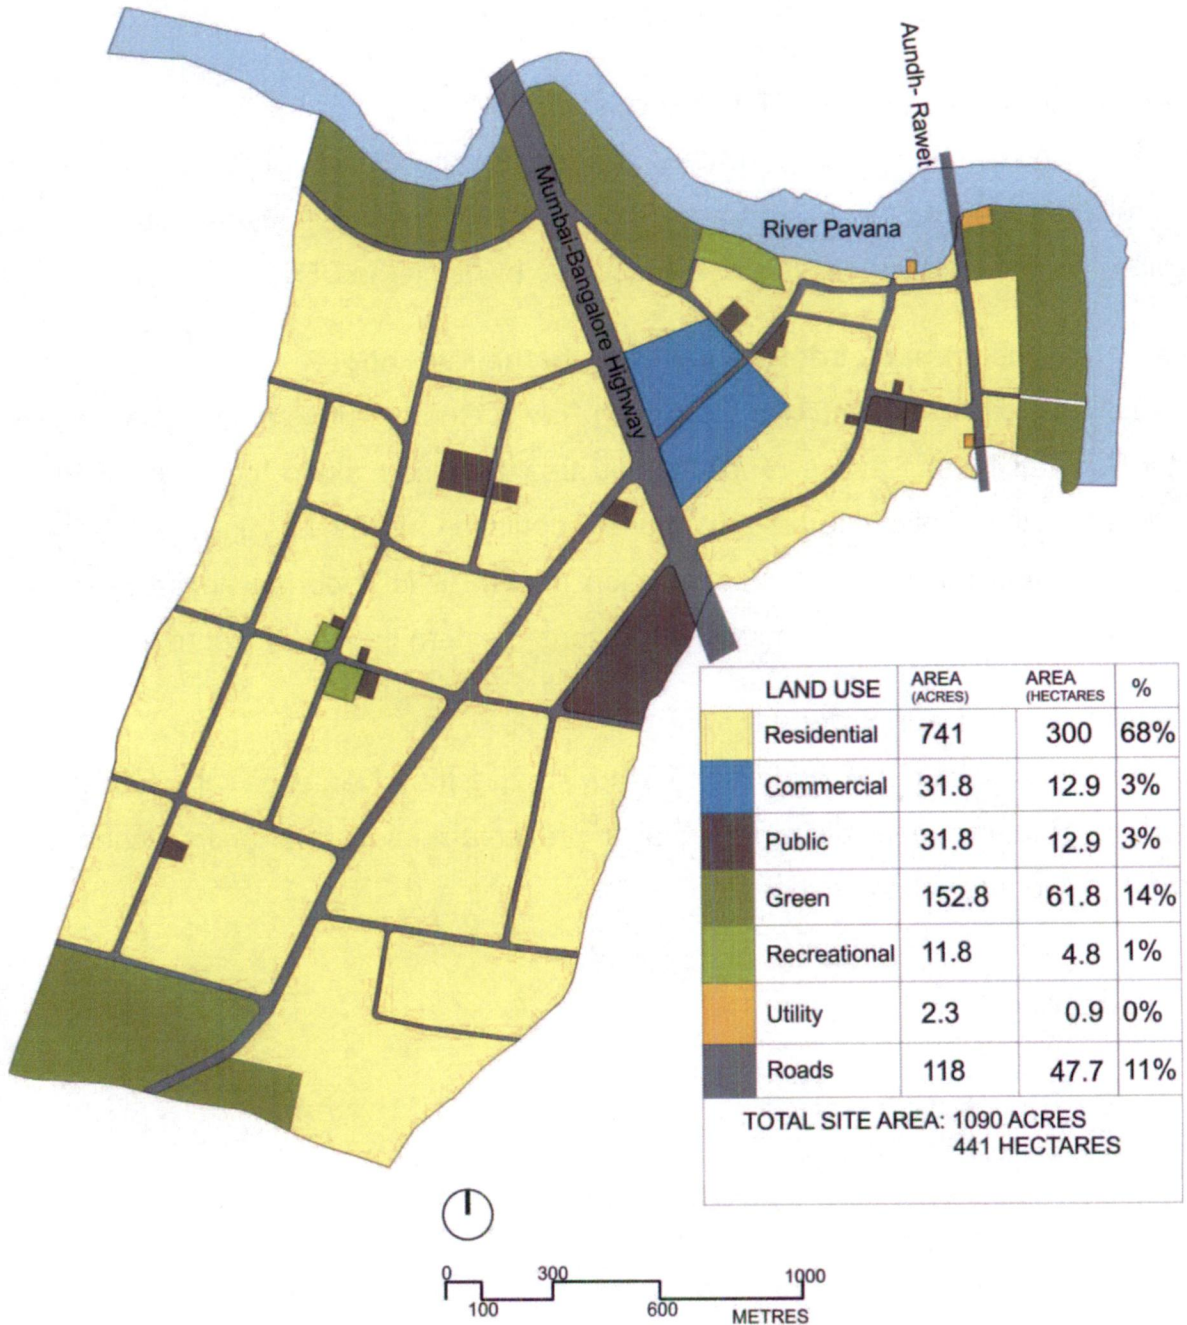 Aundh- Rawet
Mumbai-Bangalore Highway
River Pavana
LAND USE AREA (ACRES) AREA (HECTARES %
Residential 741 300 68%
Commercial 31.8 12.9 3%
Public 31.8 12.9 3%
Green 152.8 61.8 14%
Recreational 11.8 4.8 1%
Utility 2.3 0.9 0%
Roads 118 47.7 11%
TOTAL SITE AREA: 1090 ACRES
441 HECTARES
0 300 1000
100 600 METRES